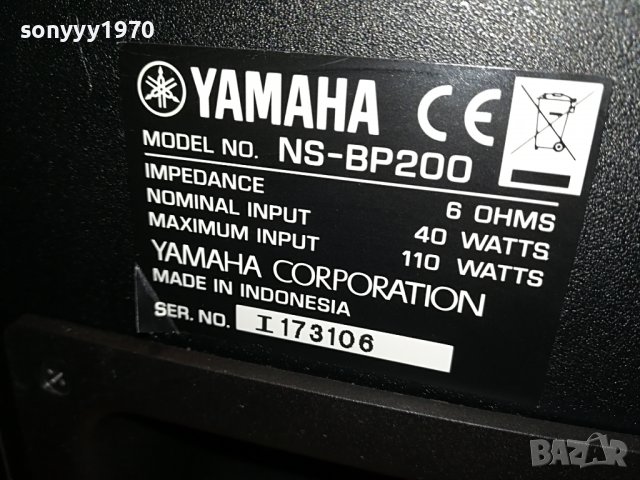 sonyyy1970
YAMAHA CE
MODEL NO. NS-BP200
IMPEDANCE 6 OHMS
NOMINAL INPUT 40 WATTS
MAXIMUM INPUT 110 WATTS
YAMAHA CORPORATION
MADE IN INDONESIA
SER. NO. I 173106
BAZAR